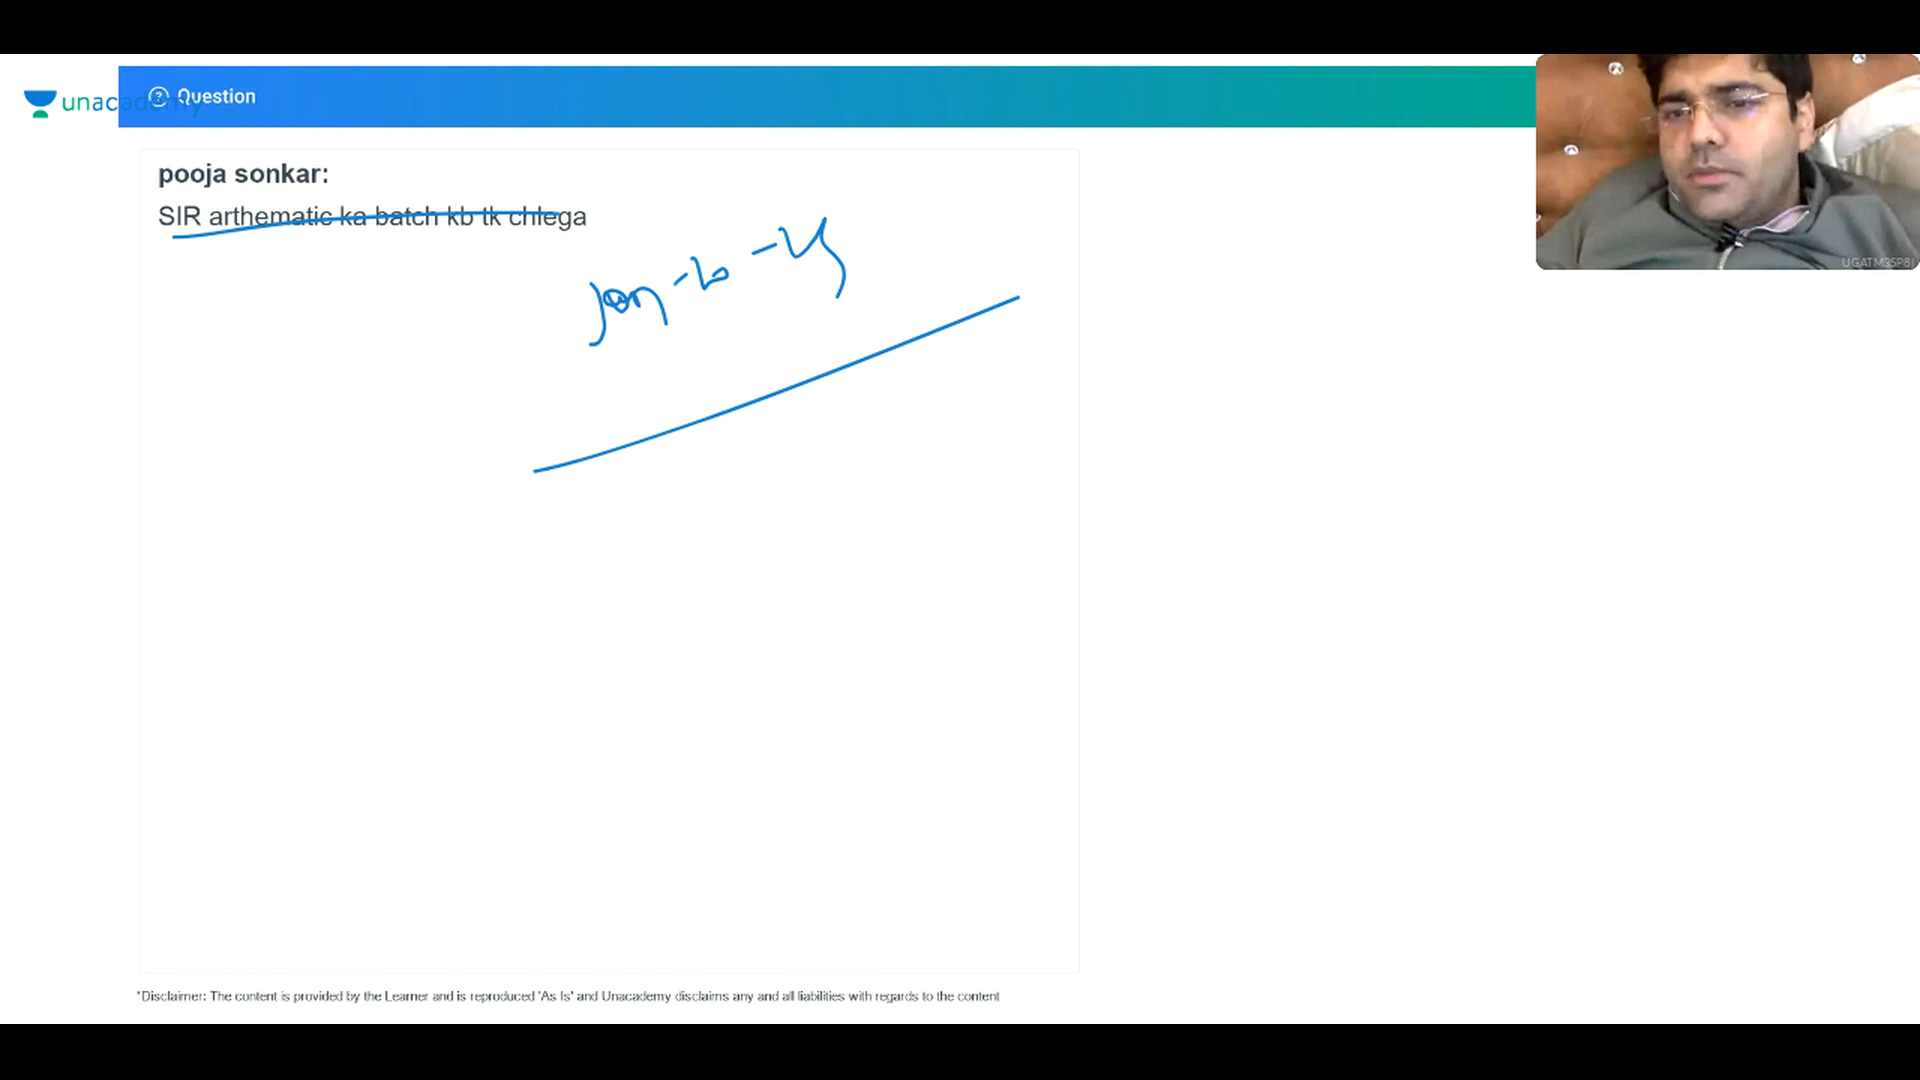 unacademy
Question
pooja sonkar:
SIR arthematic ka batch kb tk chlega
UGATM35P8I
*Disclaimer: The content is provided by the Learner and is reproduced 'As Is' and Unacademy disclaims any and all liabilities with regards to the content